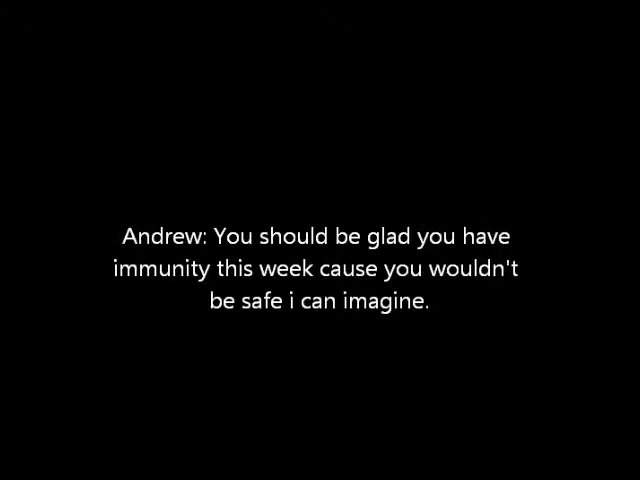 Andrew: You should be glad you have
immunity this week cause you wouldn't
be safe i can imagine.